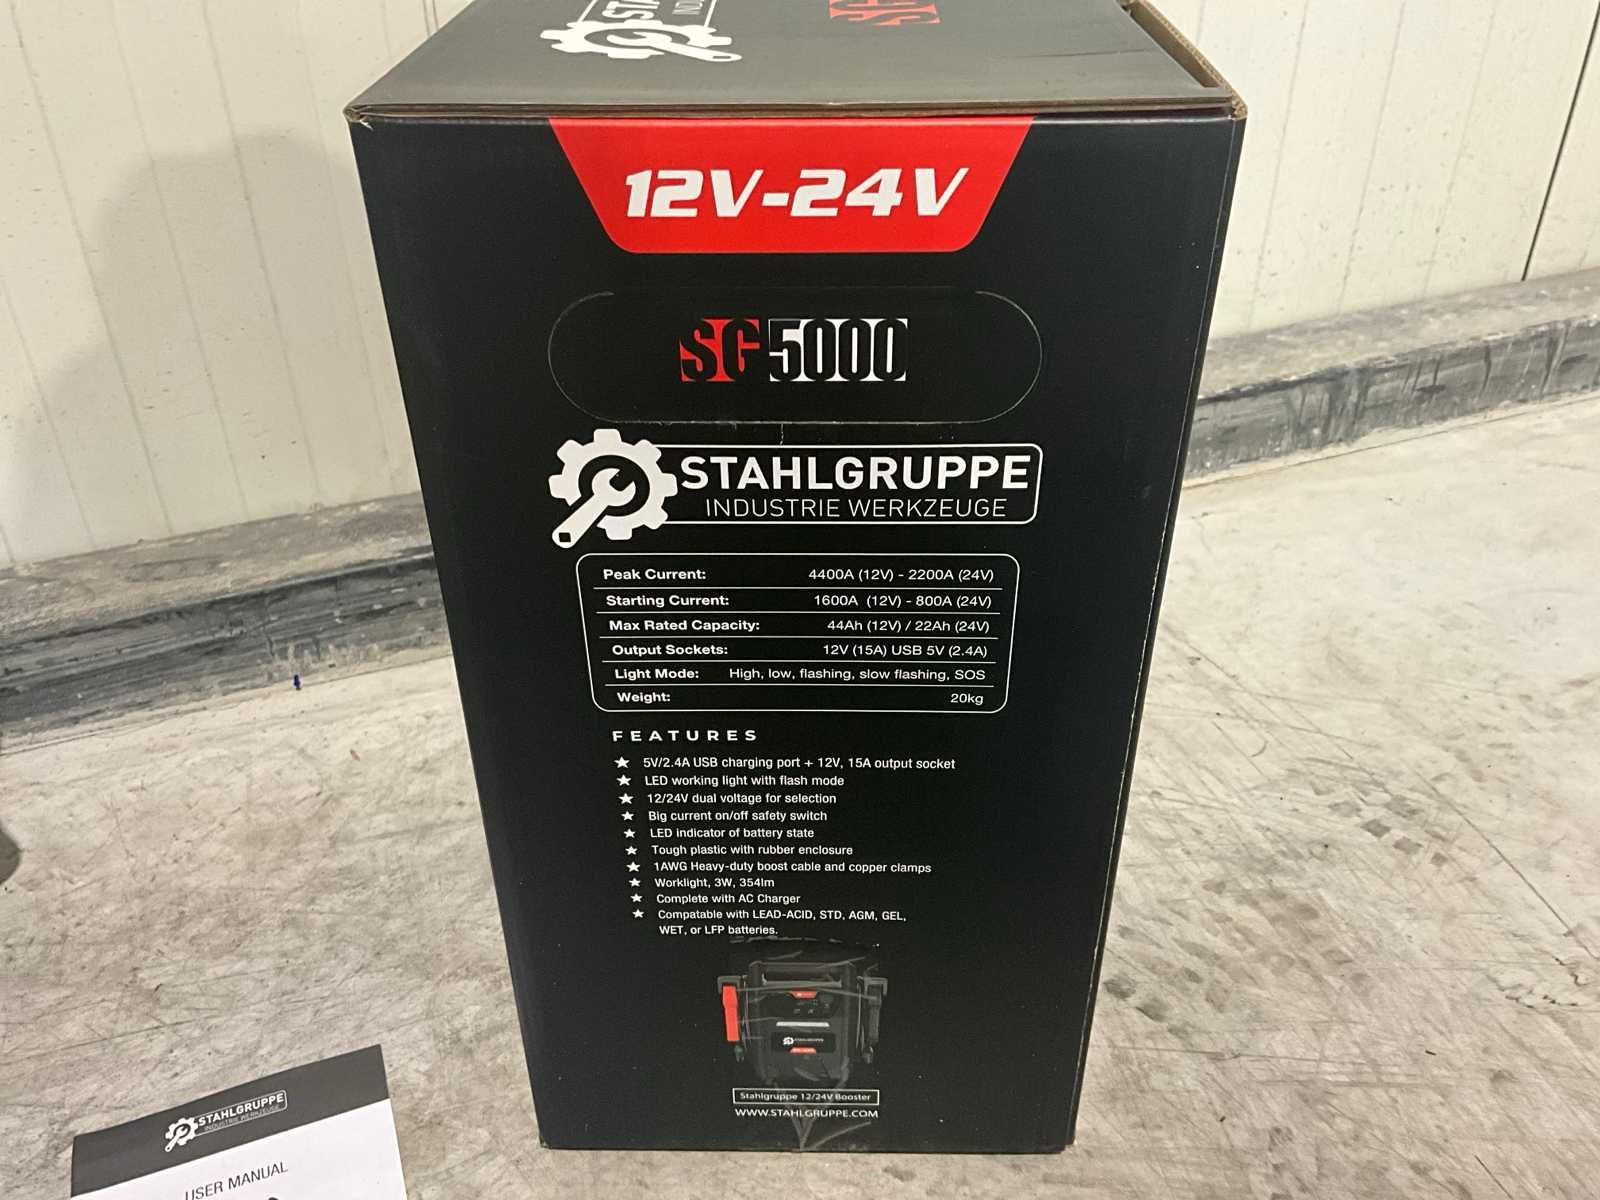 SG
12V-24V
SG5000
STAHLGRUPPE
INDUSTRIE WERKZEUGE
Peak Current: 4400A (12V) - 2200A (24V)
Starting Current: 1600A (12V) - 800A (24V)
Max Rated Capacity: 44Ah (12V) / 22Ah (24V)
Output Sockets: 12V (15A) USB 5V (2.4A)
Light Mode: High, low, flashing, slow flashing, SOS
Weight: 20kg
FEATURES
★ 5V/2.4A USB charging port + 12V, 15A output socket
★ LED working light with flash mode
★ 12/24V dual voltage for selection
★ Big current on/off safety switch
★ LED indicator of battery state
★ Tough plastic with rubber enclosure
★ 1AWG Heavy-duty boost cable and copper clamps
★ Worklight, 3W, 354lm
★ Complete with AC Charger
★ Compatable with LEAD-ACID, STD, AGM, GEL,
WET, or LFP batteries.
STAHLGRUPPE
Stahlgruppe 12/24V Booster
WWW.STAHLGRUPPE.COM
STAHLGRUPPE
INDUSTRIE WERKZEUGE
USER MANUAL